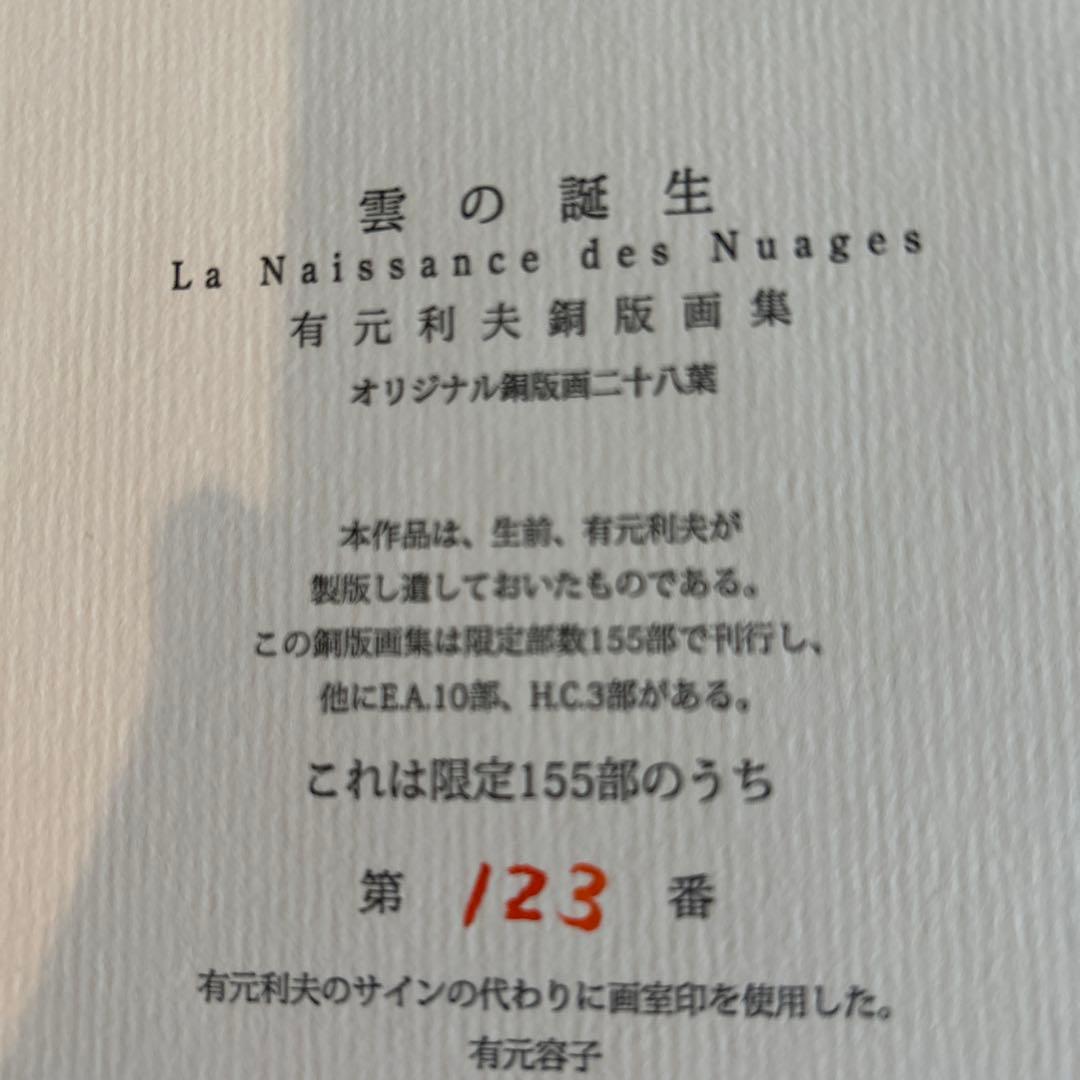 雲の誕生
La Naissance des Nuages
有元利夫銅版画集
オリジナル銅版画二十八葉
本作品は、生前、有元利夫が
製版し遺しておいたものである。
この銅版画集は限定部数155部で刊行し、
他にE.A.10部、H.C.3部がある。
これは限定155部のうち
第 123 番
有元利夫のサインの代わりに画室印を使用した。
有元容子